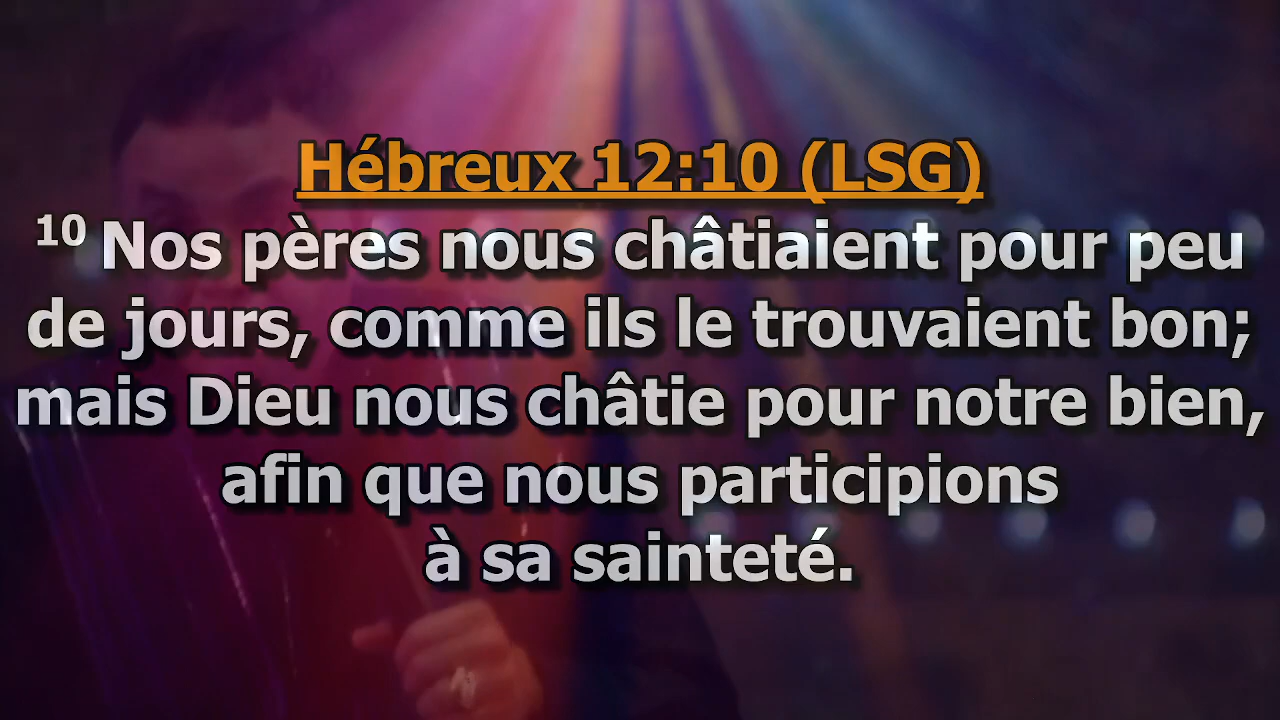 Hébreux 12:10 (LSG)
10 Nos pères nous châtiaient pour peu
de jours, comme ils le trouvaient bon;
mais Dieu nous châtie pour notre bien,
afin que nous participions
à sa sainteté.